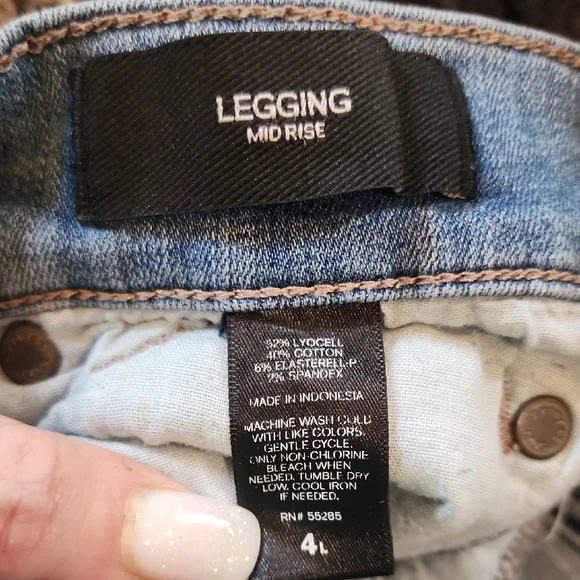 LEGGING
MID RISE
52% LYOCELL
40% COTTON
6% ELASTERELL-P
2% SPANDEX
MADE IN INDONESIA
MACHINE WASH COLD
WITH LIKE COLORS.
GENTLE CYCLE.
ONLY NON-CHLORINE
BLEACH WHEN
NEEDED. TUMBLE DRY
LOW. COOL IRON
IF NEEDED.
RN# 55285
4L